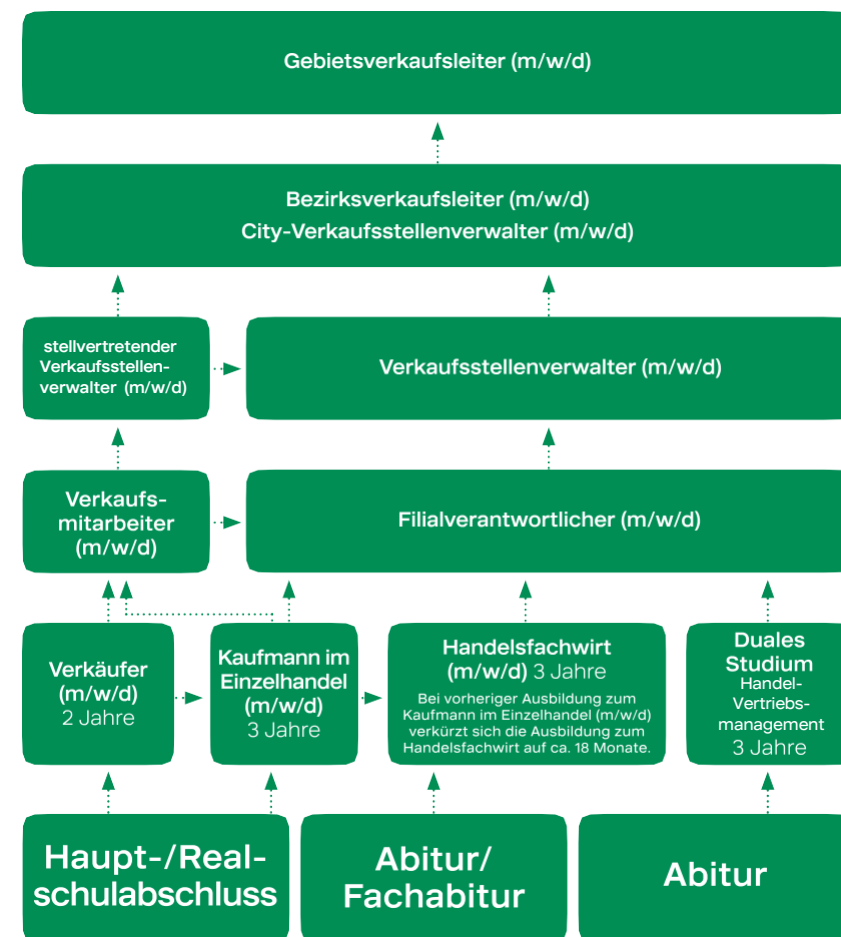 Gebietsverkaufsleiter (m/w/d)
Bezirksverkaufsleiter (m/w/d)
City-Verkaufsstellenverwalter (m/w/d)
stellvertretender
Verkaufsstellen-
verwalter (m/w/d)
Verkaufsstellenverwalter (m/w/d)
Verkaufs-
mitarbeiter
(m/w/d)
Filialverantwortlicher (m/w/d)
Verkäufer
(m/w/d)
2 Jahre
Kaufmann im
Einzelhandel
(m/w/d)
3 Jahre
Handelsfachwirt
(m/w/d) 3 Jahre
Bei vorheriger Ausbildung zum
Kaufmann im Einzelhandel (m/w/d)
verkürzt sich die Ausbildung zum
Handelsfachwirt auf ca. 18 Monate.
Duales
Studium
Handel-
Vertriebs-
management
3 Jahre
Haupt-/Real-
schulabschluss
Abitur/
Fachabitur
Abitur